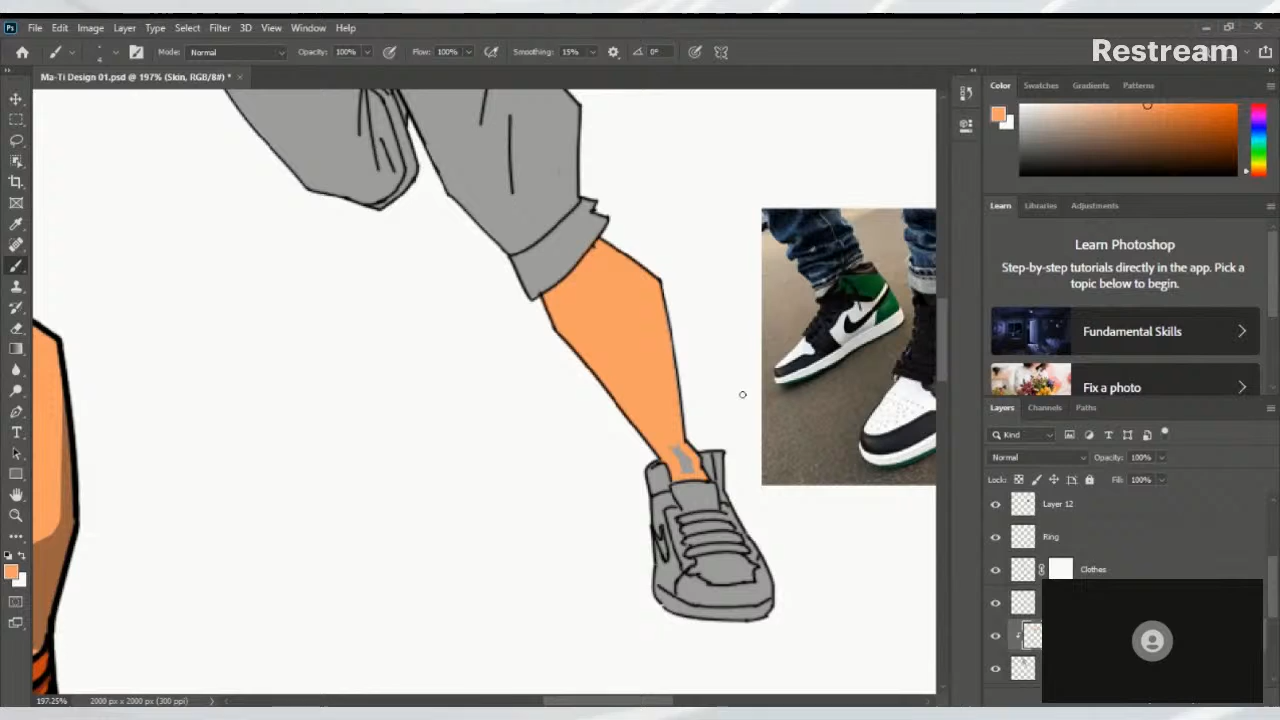 Ps File Edit Image Layer Type Select Filter 3D View Window Help
4 Mode: Normal Opacity: 100% Flow: 100% Smoothing: 15% 0°
Restream
Ma-Ti Design 01.psd @ 197% (Skin, RGB/8#) *
Color Swatches Gradients Patterns
Learn Libraries Adjustments
Learn Photoshop
Step-by-step tutorials directly in the app. Pick a
topic below to begin.
Fundamental Skills
Fix a photo
Layers Channels Paths
Kind
Normal Opacity: 100%
Lock: Fill: 100%
Layer 12
Ring
Clothes
197.25% 2000 px x 2000 px (300 ppi)